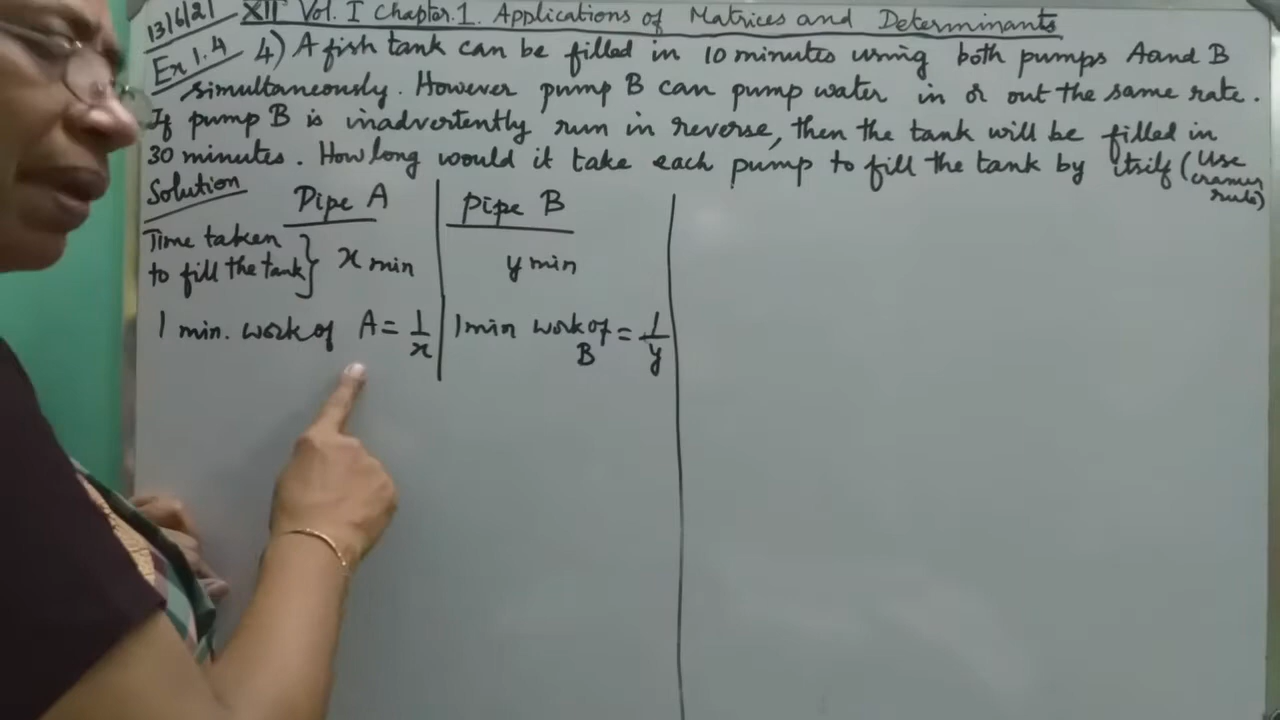 13/6/21 XII Vol. I Chapter.1. Applications of Matrices and Determinants
Ex 1.4 4) A fish tank can be filled in 10 minutes using both pumps A and B
simultaneously. However pump B can pump water in or out the same rate.
If pump B is inadvertently run in reverse, then the tank will be filled in
30 minutes. How long would it take each pump to fill the tank by itself (Use cramers rule)
Solution
Pipe A
Pipe B
Time taken to fill the tank } x min
y min
1 min. work of A = 1/x
1 min work of B = 1/y